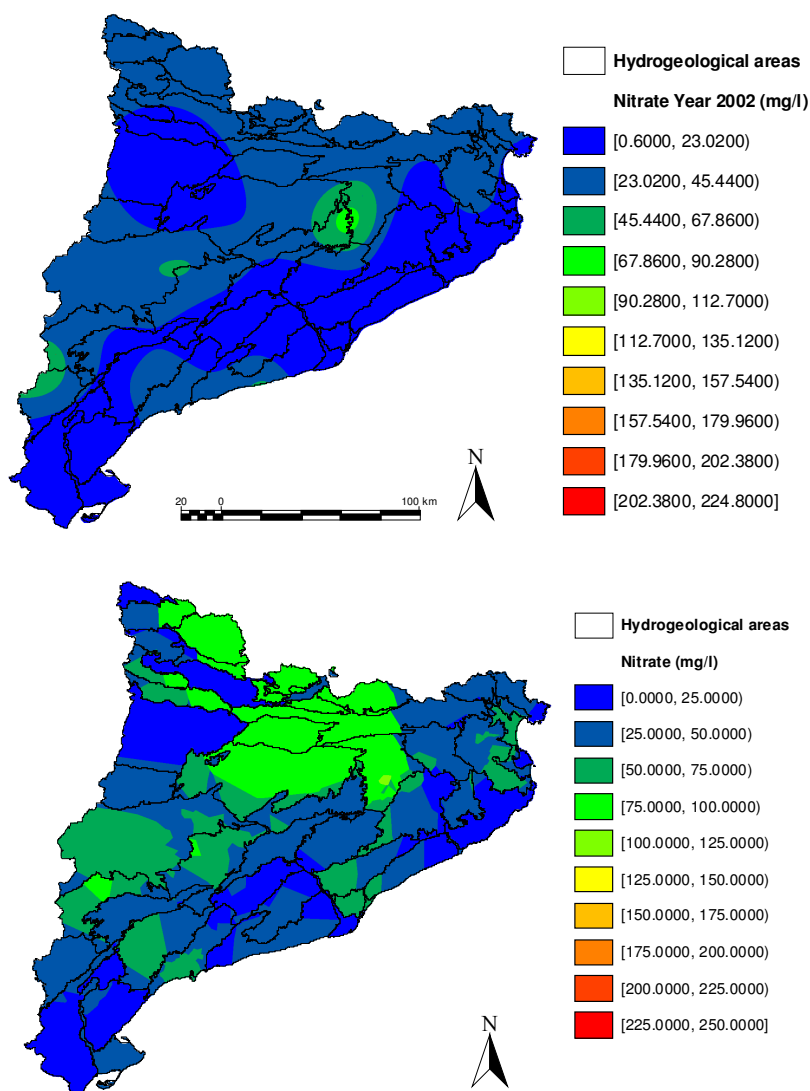 Hydrogeological areas
Nitrate Year 2002 (mg/l)
[0.6000, 23.0200)
[23.0200, 45.4400)
[45.4400, 67.8600)
[67.8600, 90.2800)
[90.2800, 112.7000)
[112.7000, 135.1200)
[135.1200, 157.5400)
[157.5400, 179.9600)
[179.9600, 202.3800)
[202.3800, 224.8000]
N
20 0 100 km
Hydrogeological areas
Nitrate (mg/l)
[0.0000, 25.0000)
[25.0000, 50.0000)
[50.0000, 75.0000)
[75.0000, 100.0000)
[100.0000, 125.0000)
[125.0000, 150.0000)
[150.0000, 175.0000)
[175.0000, 200.0000)
[200.0000, 225.0000)
[225.0000, 250.0000]
N